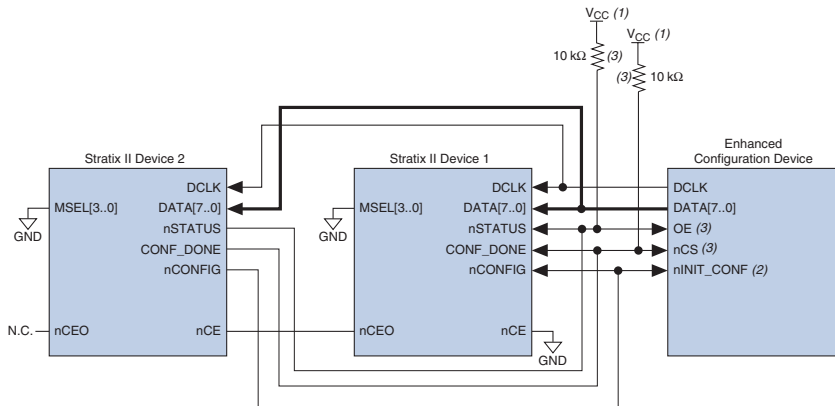 VCC (1)
VCC (1)
10 kΩ
(3)
(3)
10 kΩ
Stratix II Device 2
Stratix II Device 1
Enhanced
Configuration Device
DCLK
DCLK
DCLK
MSEL[3..0]
DATA[7..0]
MSEL[3..0]
DATA[7..0]
DATA[7..0]
GND
nSTATUS
GND
nSTATUS
OE (3)
CONF_DONE
CONF_DONE
nCS (3)
nCONFIG
nCONFIG
nINIT_CONF (2)
N.C.
nCEO
nCE
nCEO
nCE
GND